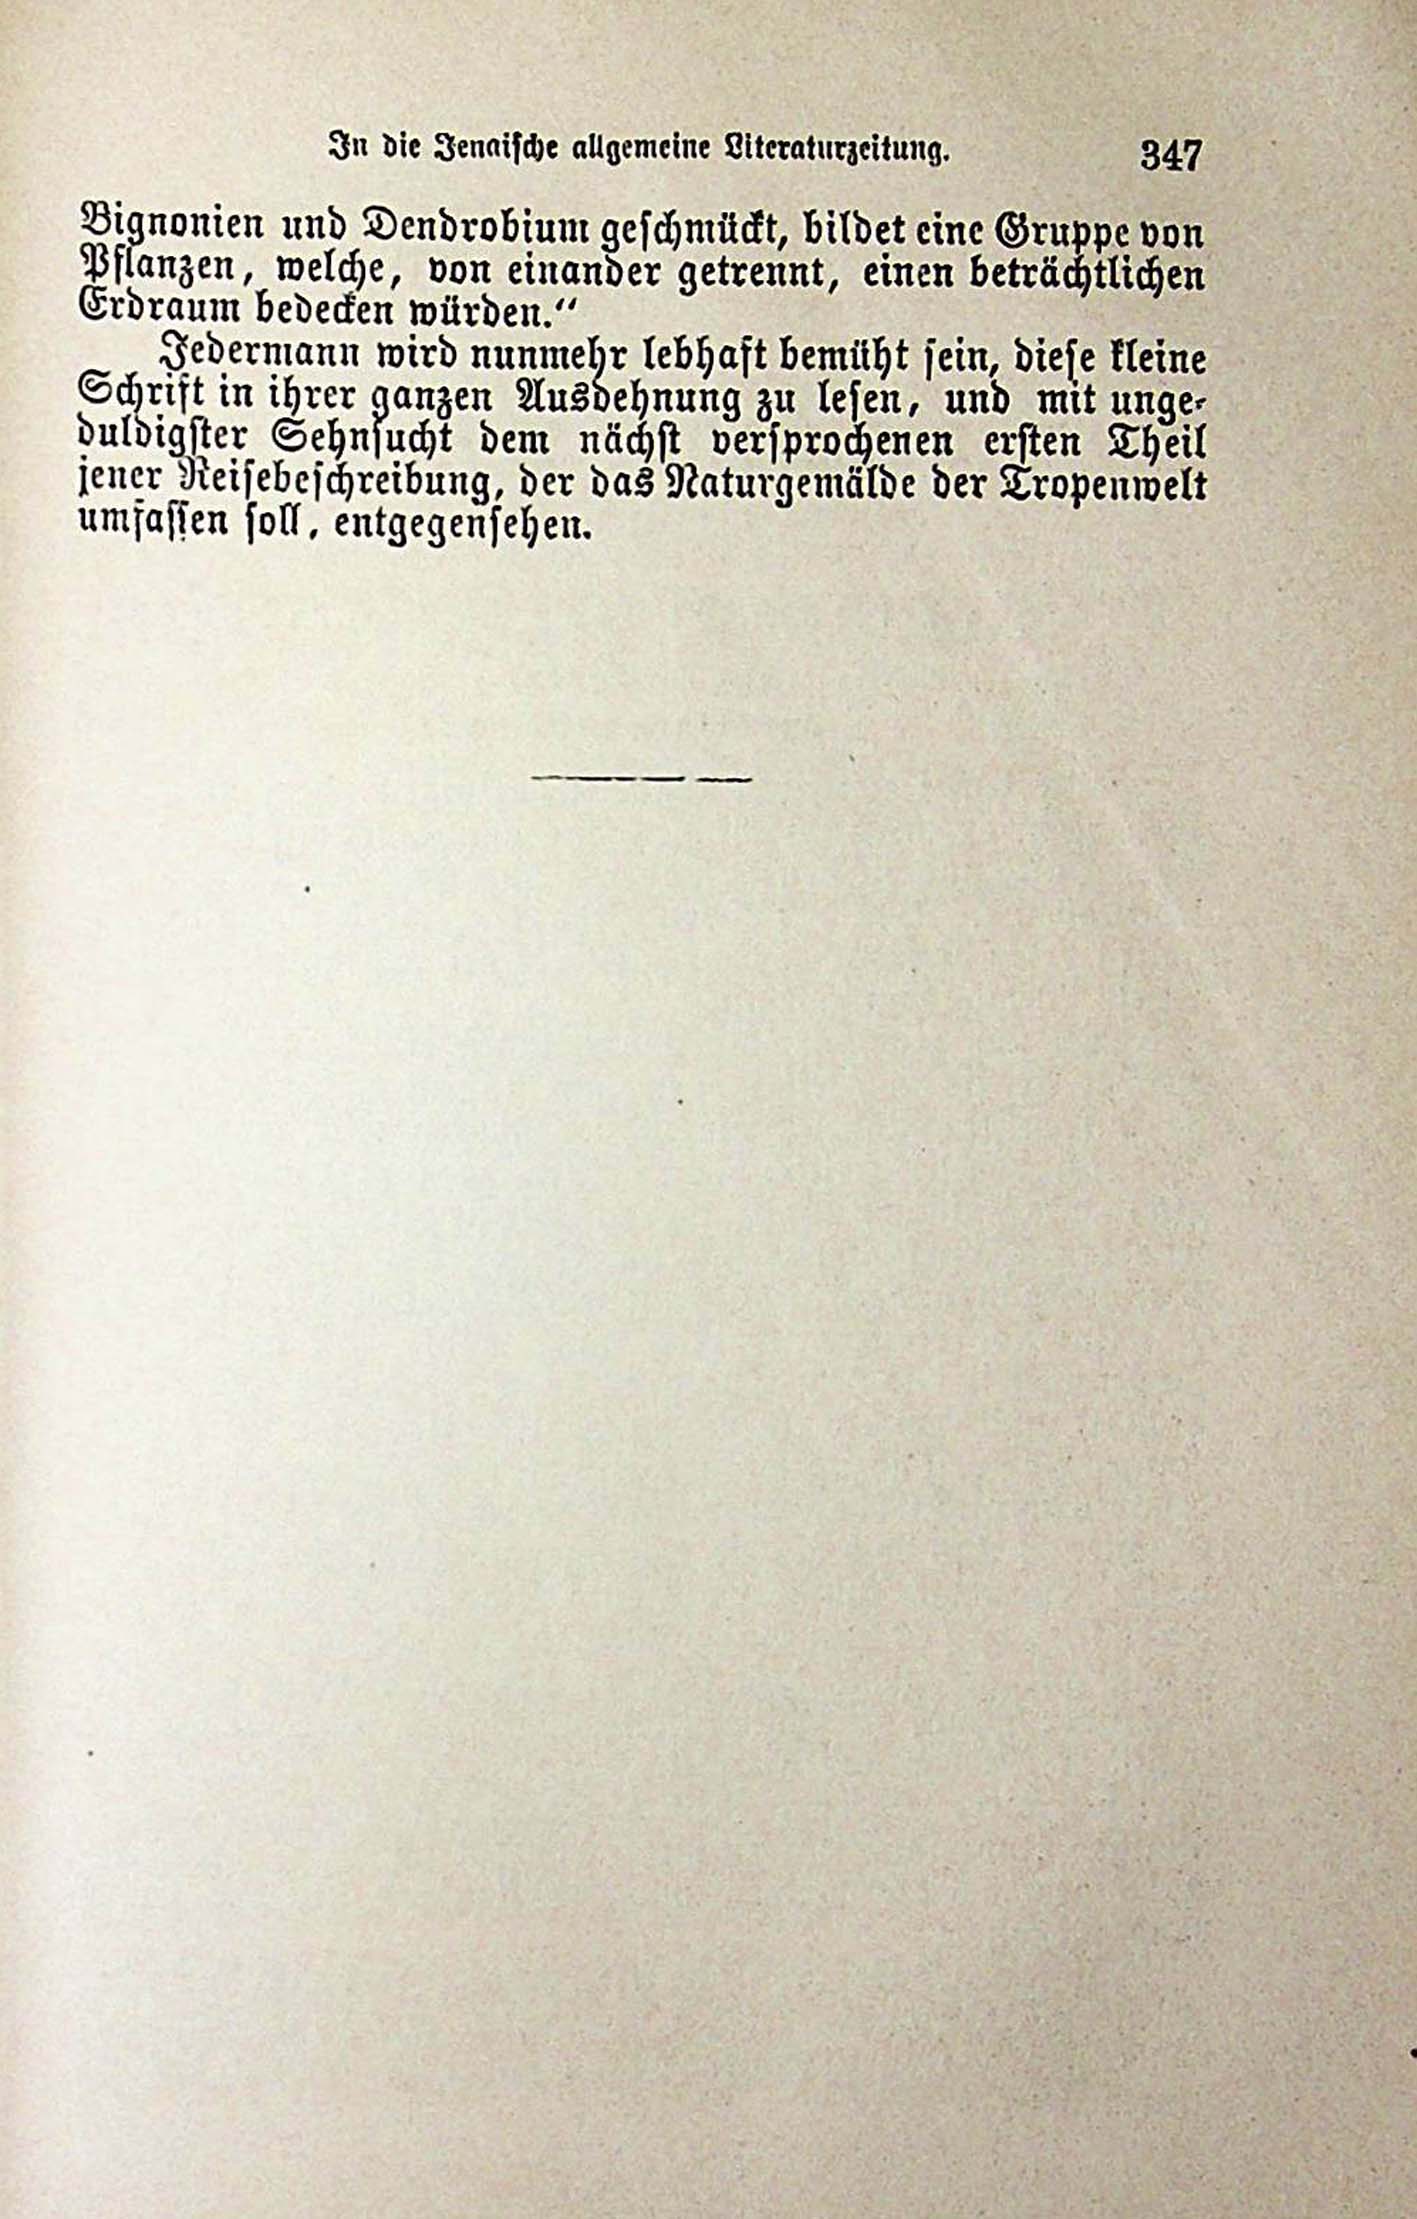 In die Jenaische allgemeine Literaturzeitung. 347
Bignonien und Dendrobium geschmückt, bildet eine Gruppe von
Pflanzen, welche, von einander getrennt, einen beträchtlichen
Erdraum bedecken würden.“
Jedermann wird nunmehr lebhaft bemüht sein, diese kleine
Schrift in ihrer ganzen Ausdehnung zu lesen, und mit unge-
duldigster Sehnsucht dem nächst versprochenen ersten Theil
jener Reisebeschreibung, der das Naturgemälde der Tropenwelt
umfassen soll, entgegensehen.